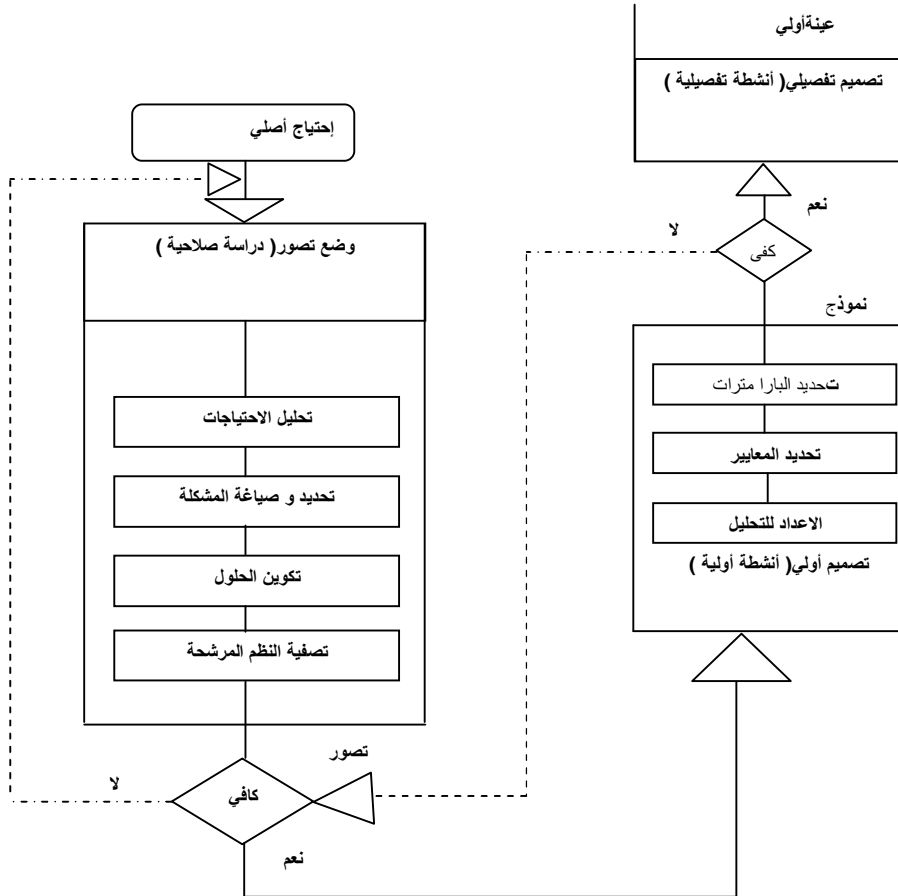 عينةأولي
تصميم تفصيلي( أنشطة تفصيلية )
نعم
لا
كفى
نموذج
تحديد البارا مترات
تحديد المعايير
الاعداد للتحليل
تصميم أولي( أنشطة أولية )
إحتياج أصلي
وضع تصور( دراسة صلاحية )
تحليل الاحتياجات
تحديد و صياغة المشكلة
تكوين الحلول
تصفية النظم المرشحة
تصور
لا
كافي
نعم